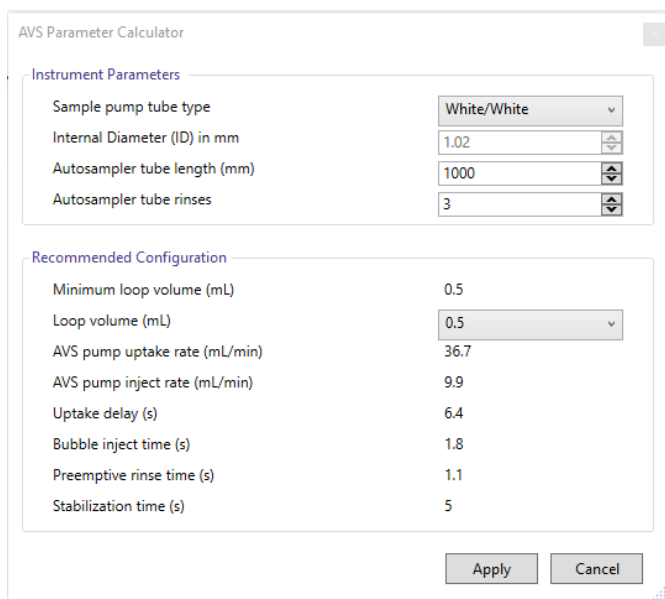 AVS Parameter Calculator
x
Instrument Parameters
Sample pump tube type White/White
Internal Diameter (ID) in mm 1.02
Autosampler tube length (mm) 1000
Autosampler tube rinses 3
Recommended Configuration
Minimum loop volume (mL) 0.5
Loop volume (mL) 0.5
AVS pump uptake rate (mL/min) 36.7
AVS pump inject rate (mL/min) 9.9
Uptake delay (s) 6.4
Bubble inject time (s) 1.8
Preemptive rinse time (s) 1.1
Stabilization time (s) 5
Apply Cancel